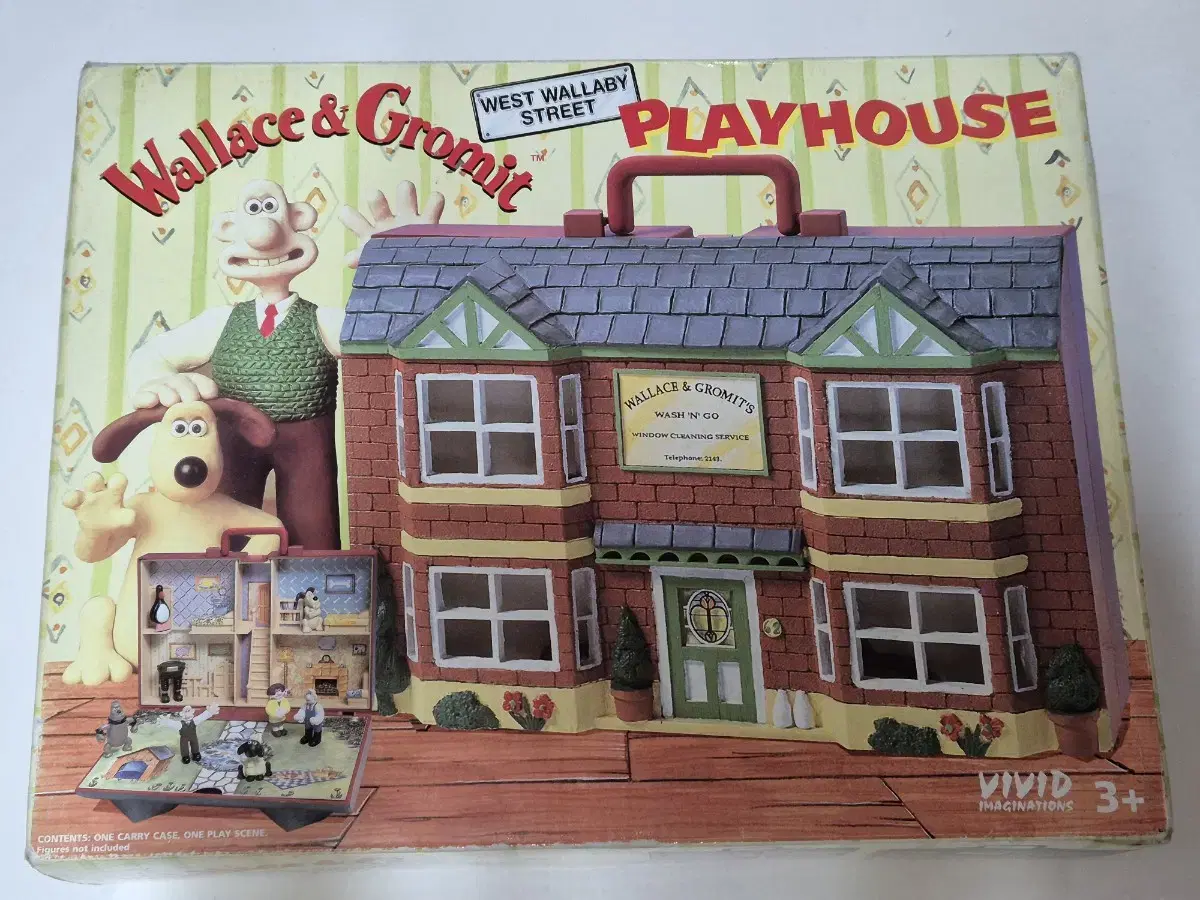 Wallace & Gromit™
WEST WALLABY
STREET
PLAYHOUSE
WALLACE & GROMIT'S
WASH 'N' GO
WINDOW CLEANING SERVICE
Telephone: 2143.
VIVID
IMAGINATIONS
3+
CONTENTS: ONE CARRY CASE. ONE PLAY SCENE.
Figures not included